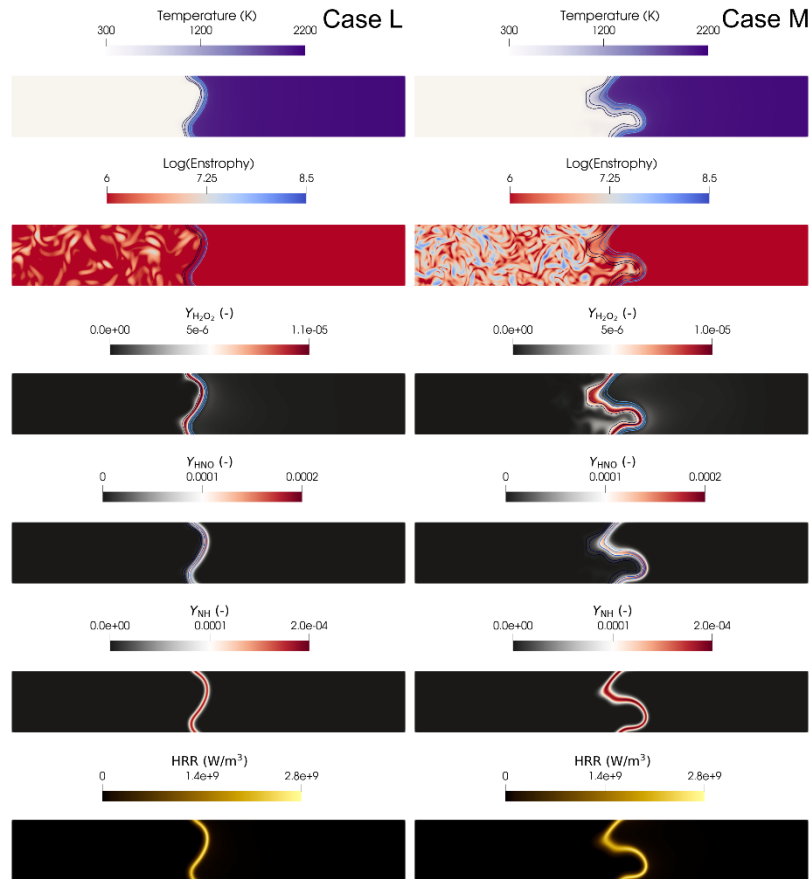 Temperature (K) Case L
300 1200 2200
Temperature (K) Case M
300 1200 2200
Log(Enstrophy)
6 7.25 8.5
Log(Enstrophy)
6 7.25 8.5
Y_H₂O₂ (-)
0.0e+00 5e-6 1.1e-05
Y_H₂O₂ (-)
0.0e+00 5e-6 1.0e-05
Y_HNO (-)
0 0.0001 0.0002
Y_HNO (-)
0 0.0001 0.0002
Y_NH (-)
0.0e+00 0.0001 2.0e-04
Y_NH (-)
0.0e+00 0.0001 2.0e-04
HRR (W/m³)
0 1.4e+9 2.8e+9
HRR (W/m³)
0 1.4e+9 2.8e+9